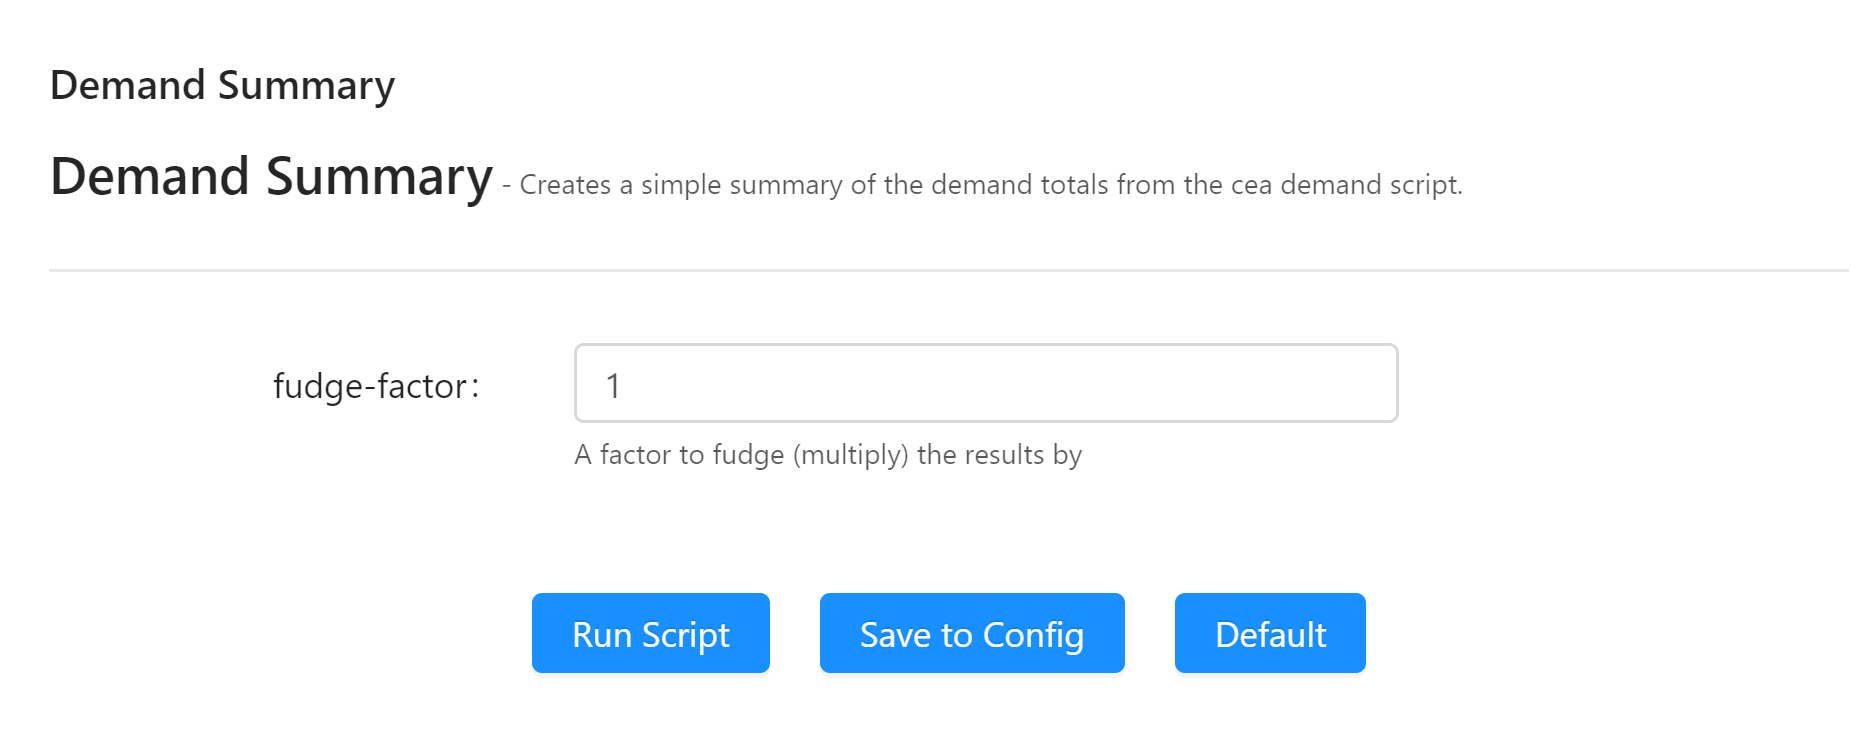 Demand Summary
Demand Summary - Creates a simple summary of the demand totals from the cea demand script.
fudge-factor:
1
A factor to fudge (multiply) the results by
Run Script
Save to Config
Default